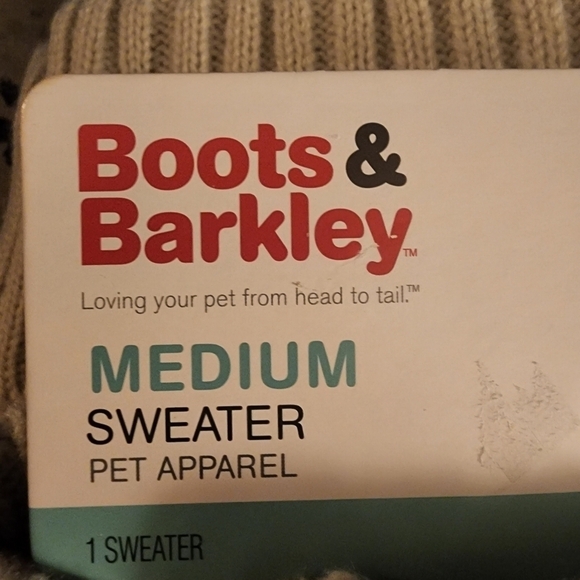 Boots &
Barkley™
Loving your pet from head to tail.™
MEDIUM
SWEATER
PET APPAREL
1 SWEATER